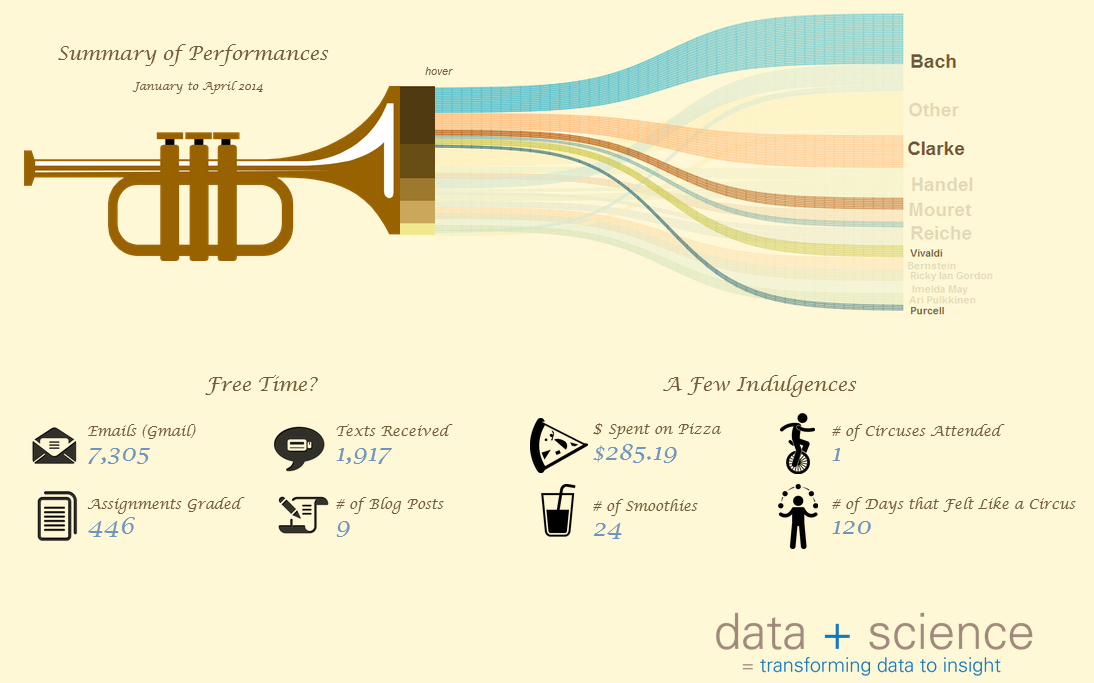 Summary of Performances
January to April 2014
hover
Bach
Other
Clarke
Handel
Mouret
Reiche
Vivaldi
Bernstein
Ricky Ian Gordon
Imelda May
Ari Pulkkinen
Purcell
Free Time?
Emails (Gmail)
7,305
Texts Received
1,917
Assignments Graded
446
# of Blog Posts
9
A Few Indulgences
$ Spent on Pizza
$285.19
# of Circuses Attended
1
# of Smoothies
24
# of Days that Felt Like a Circus
120
data + science
= transforming data to insight